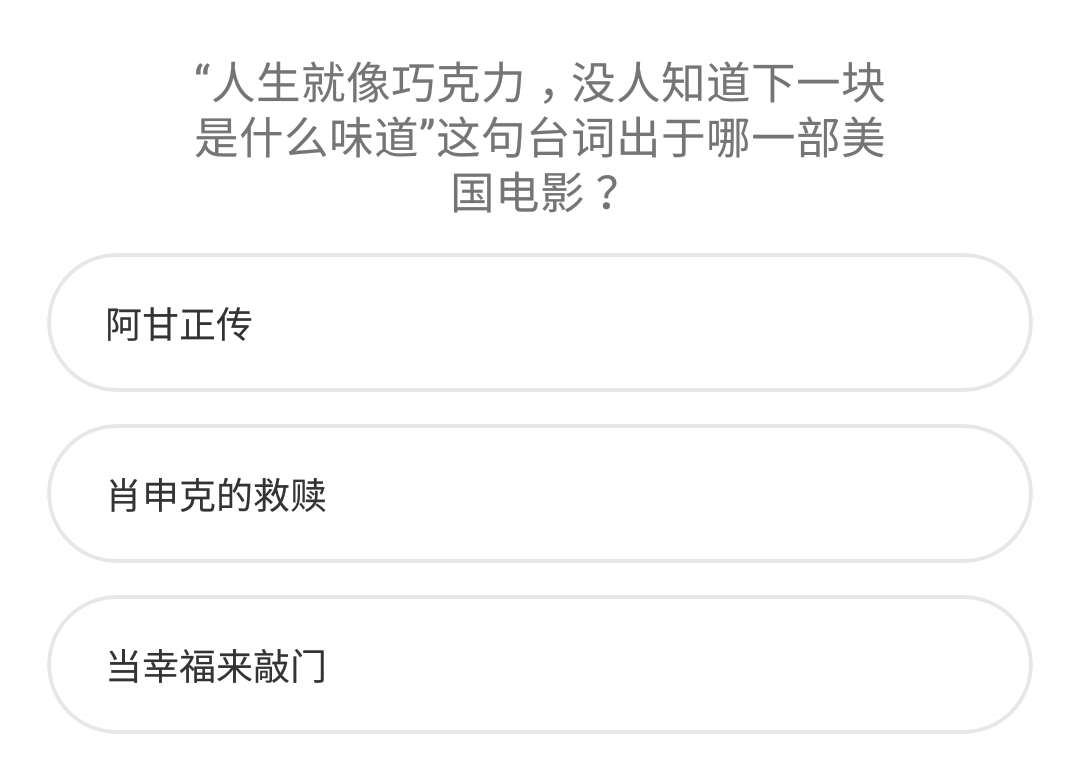 “人生就像巧克力，没人知道下一块
是什么味道”这句台词出于哪一部美
国电影？
阿甘正传
肖申克的救赎
当幸福来敲门